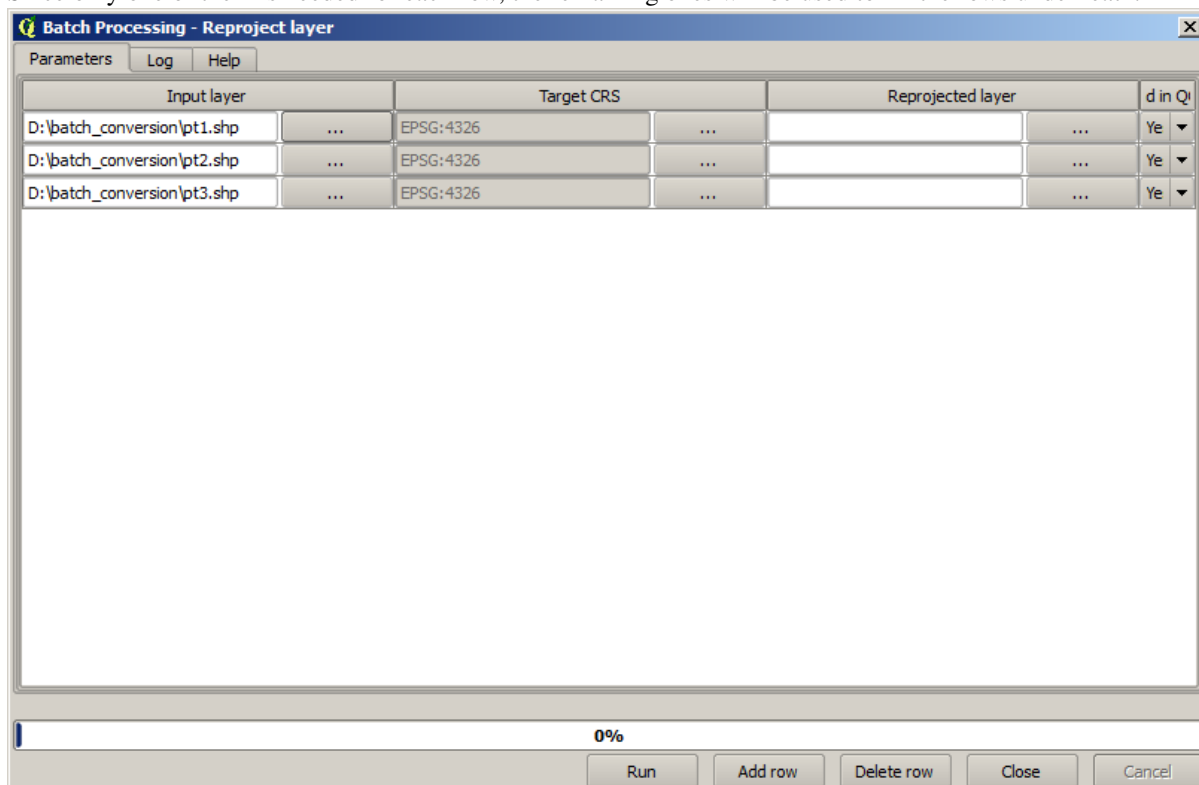 Batch Processing - Reproject layer
Parameters Log Help
Input layer Target CRS Reprojected layer d in Q
D:\batch_conversion\pt1.shp ... EPSG:4326 ... ... Ye
D:\batch_conversion\pt2.shp ... EPSG:4326 ... ... Ye
D:\batch_conversion\pt3.shp ... EPSG:4326 ... ... Ye
0%
Run Add row Delete row Close Cancel